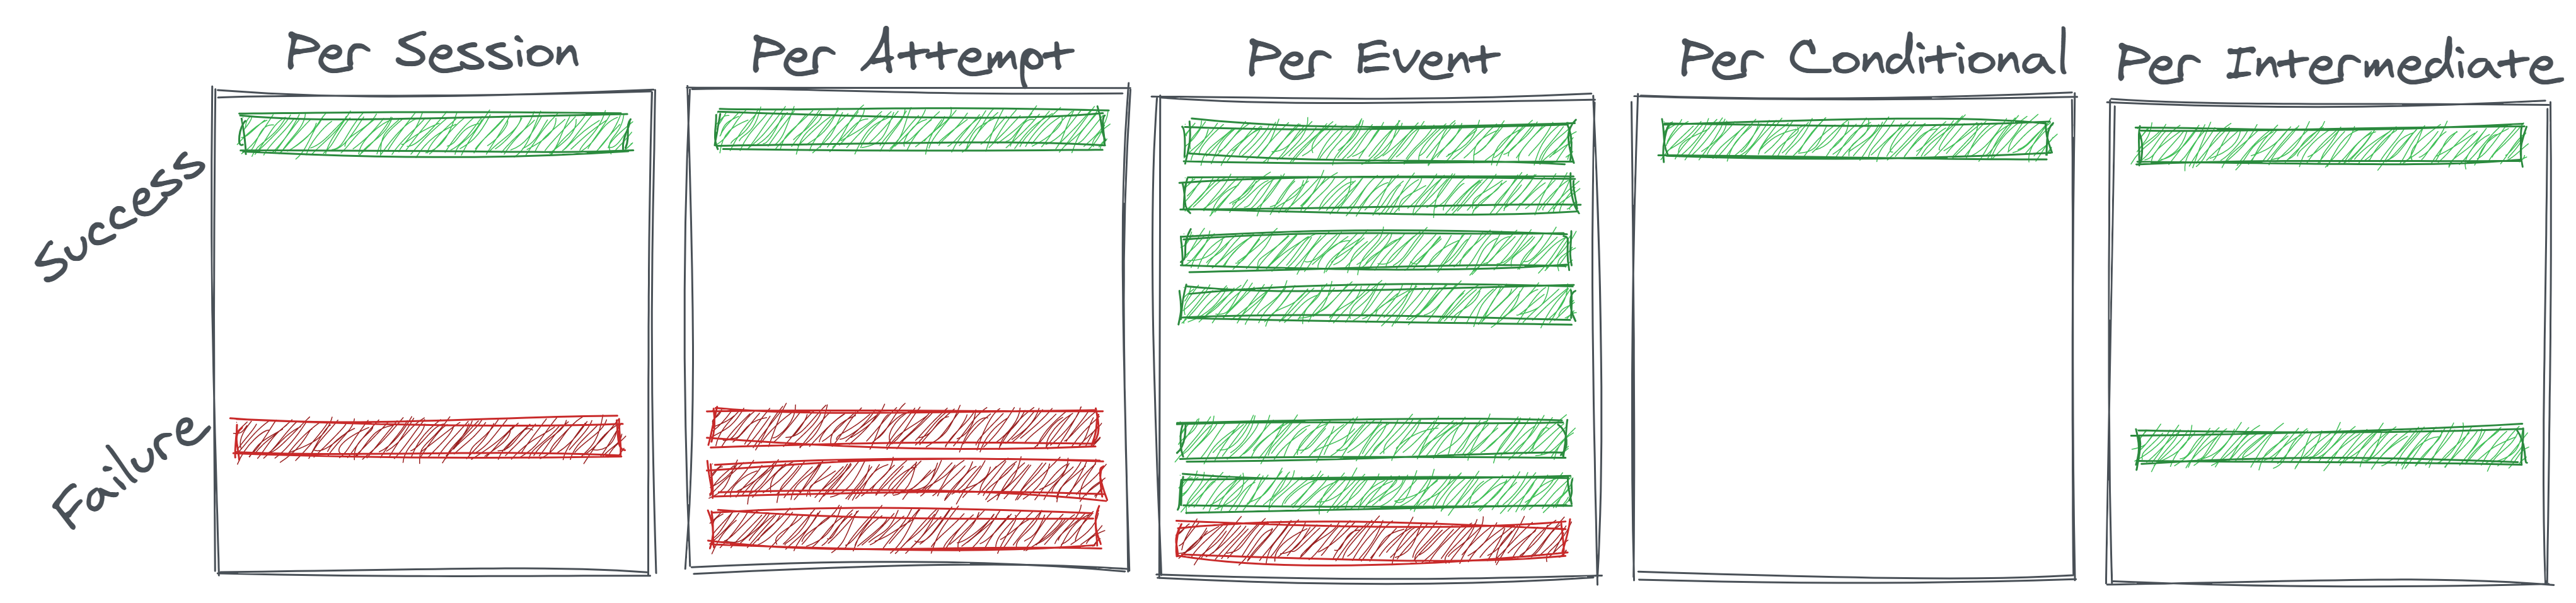 Per Session
Per Attempt
Per Event
Per Conditional
Per Intermediate
Success
Failure